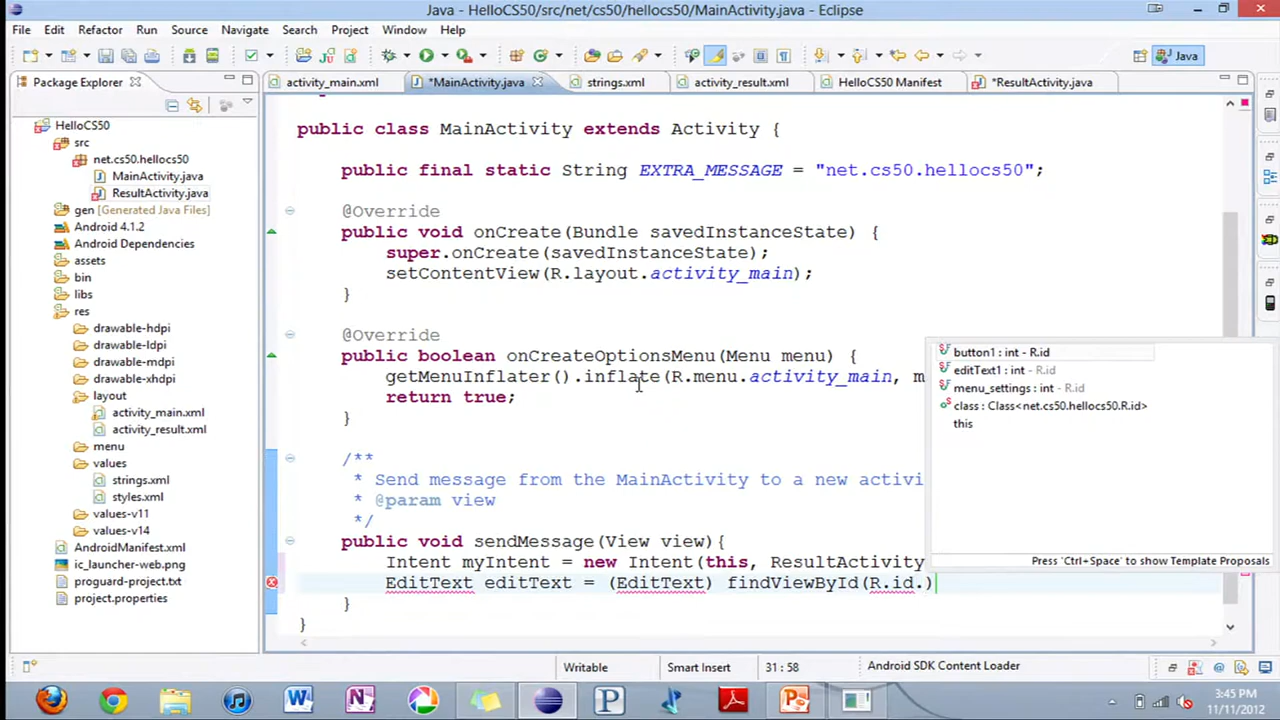 Java - HelloCS50/src/net/cs50/hellocs50/MainActivity.java - Eclipse
File Edit Refactor Run Source Navigate Search Project Window Help
Java
Package Explorer
activity_main.xml *MainActivity.java strings.xml activity_result.xml HelloCS50 Manifest *ResultActivity.java
HelloCS50
src
net.cs50.hellocs50
MainActivity.java
ResultActivity.java
gen [Generated Java Files]
Android 4.1.2
Android Dependencies
assets
bin
libs
res
drawable-hdpi
drawable-ldpi
drawable-mdpi
drawable-xhdpi
layout
activity_main.xml
activity_result.xml
menu
values
strings.xml
styles.xml
values-v11
values-v14
AndroidManifest.xml
ic_launcher-web.png
proguard-project.txt
project.properties
public class MainActivity extends Activity {
public final static String EXTRA_MESSAGE = "net.cs50.hellocs50";
@Override
public void onCreate(Bundle savedInstanceState) {
super.onCreate(savedInstanceState);
setContentView(R.layout.activity_main);
}
@Override
public boolean onCreateOptionsMenu(Menu menu) {
getMenuInflater().inflate(R.menu.activity_main, m
return true;
}
/**
* Send message from the MainActivity to a new activi
* @param view
*/
public void sendMessage(View view){
Intent myIntent = new Intent(this, ResultActivity
EditText editText = (EditText) findViewById(R.id.)
}
}
button1 : int - R.id
editText1 : int - R.id
menu_settings : int - R.id
class : Class<net.cs50.hellocs50.R.id>
this
Press 'Ctrl+Space' to show Template Proposals
Writable Smart Insert 31 : 58 Android SDK Content Loader
3:45 PM
11/11/2012